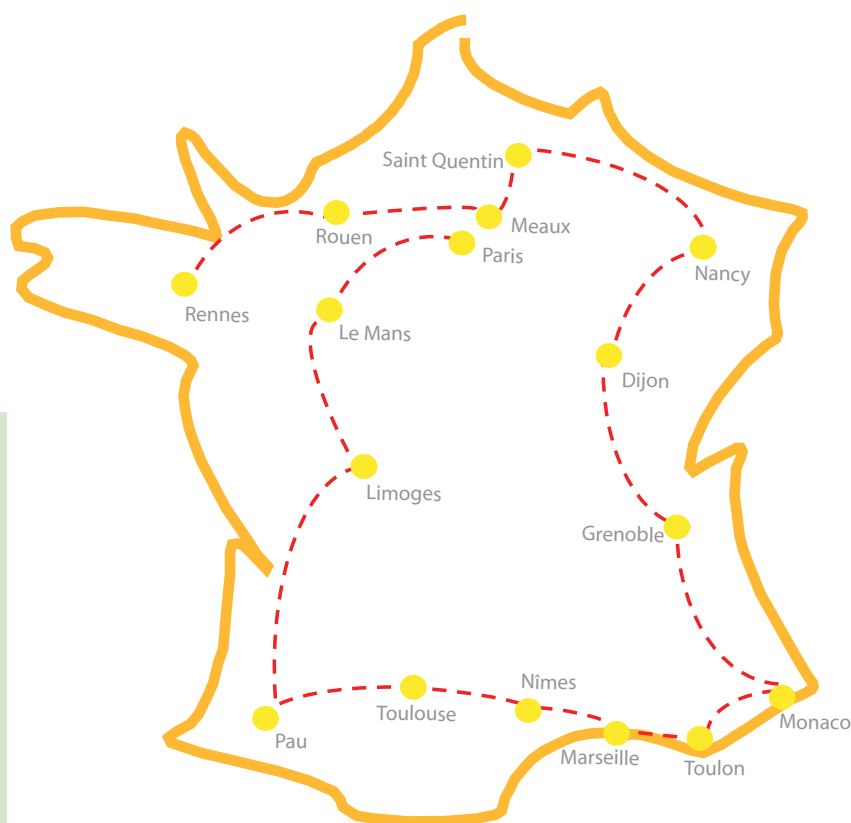 Saint Quentin
Rouen
Meaux
Paris
Nancy
Rennes
Le Mans
Dijon
Limoges
Grenoble
Nîmes
Toulouse
Monaco
Pau
Marseille
Toulon